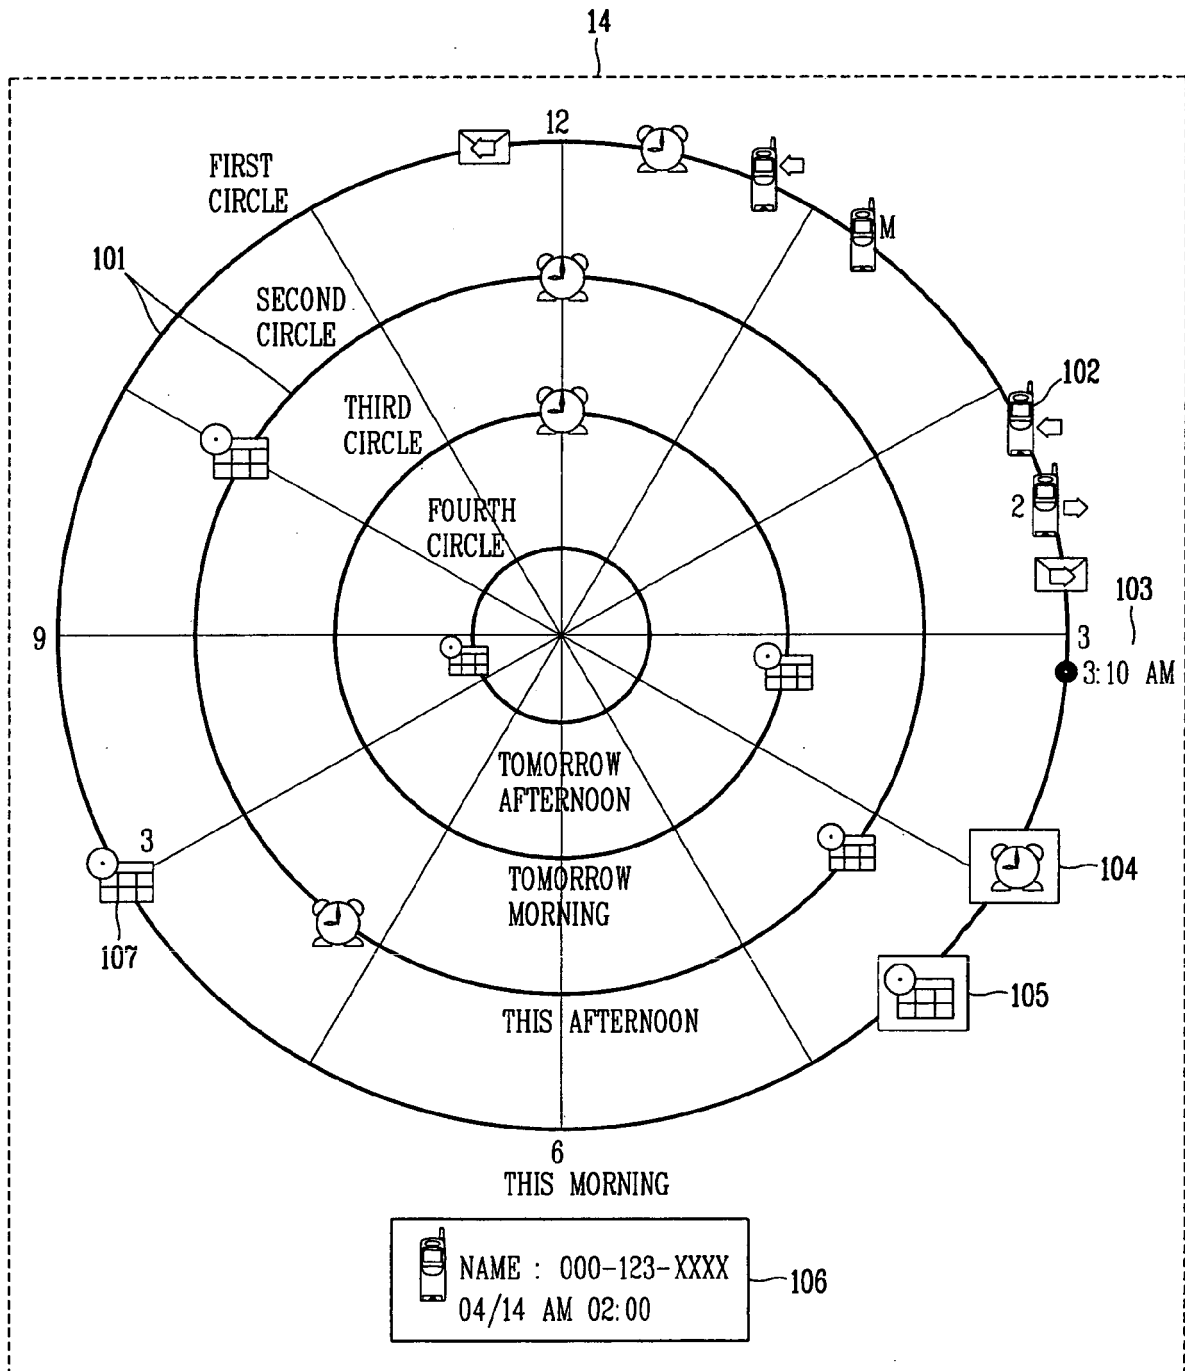 14
12
FIRST
CIRCLE
M
101
SECOND
CIRCLE
102
THIRD
CIRCLE
2
FOURTH
CIRCLE
103
9
3
3:10 AM
TOMORROW
AFTERNOON
3
104
TOMORROW
MORNING
107
105
THIS AFTERNOON
6
THIS MORNING
NAME : 000-123-XXXX
106
04/14 AM 02:00